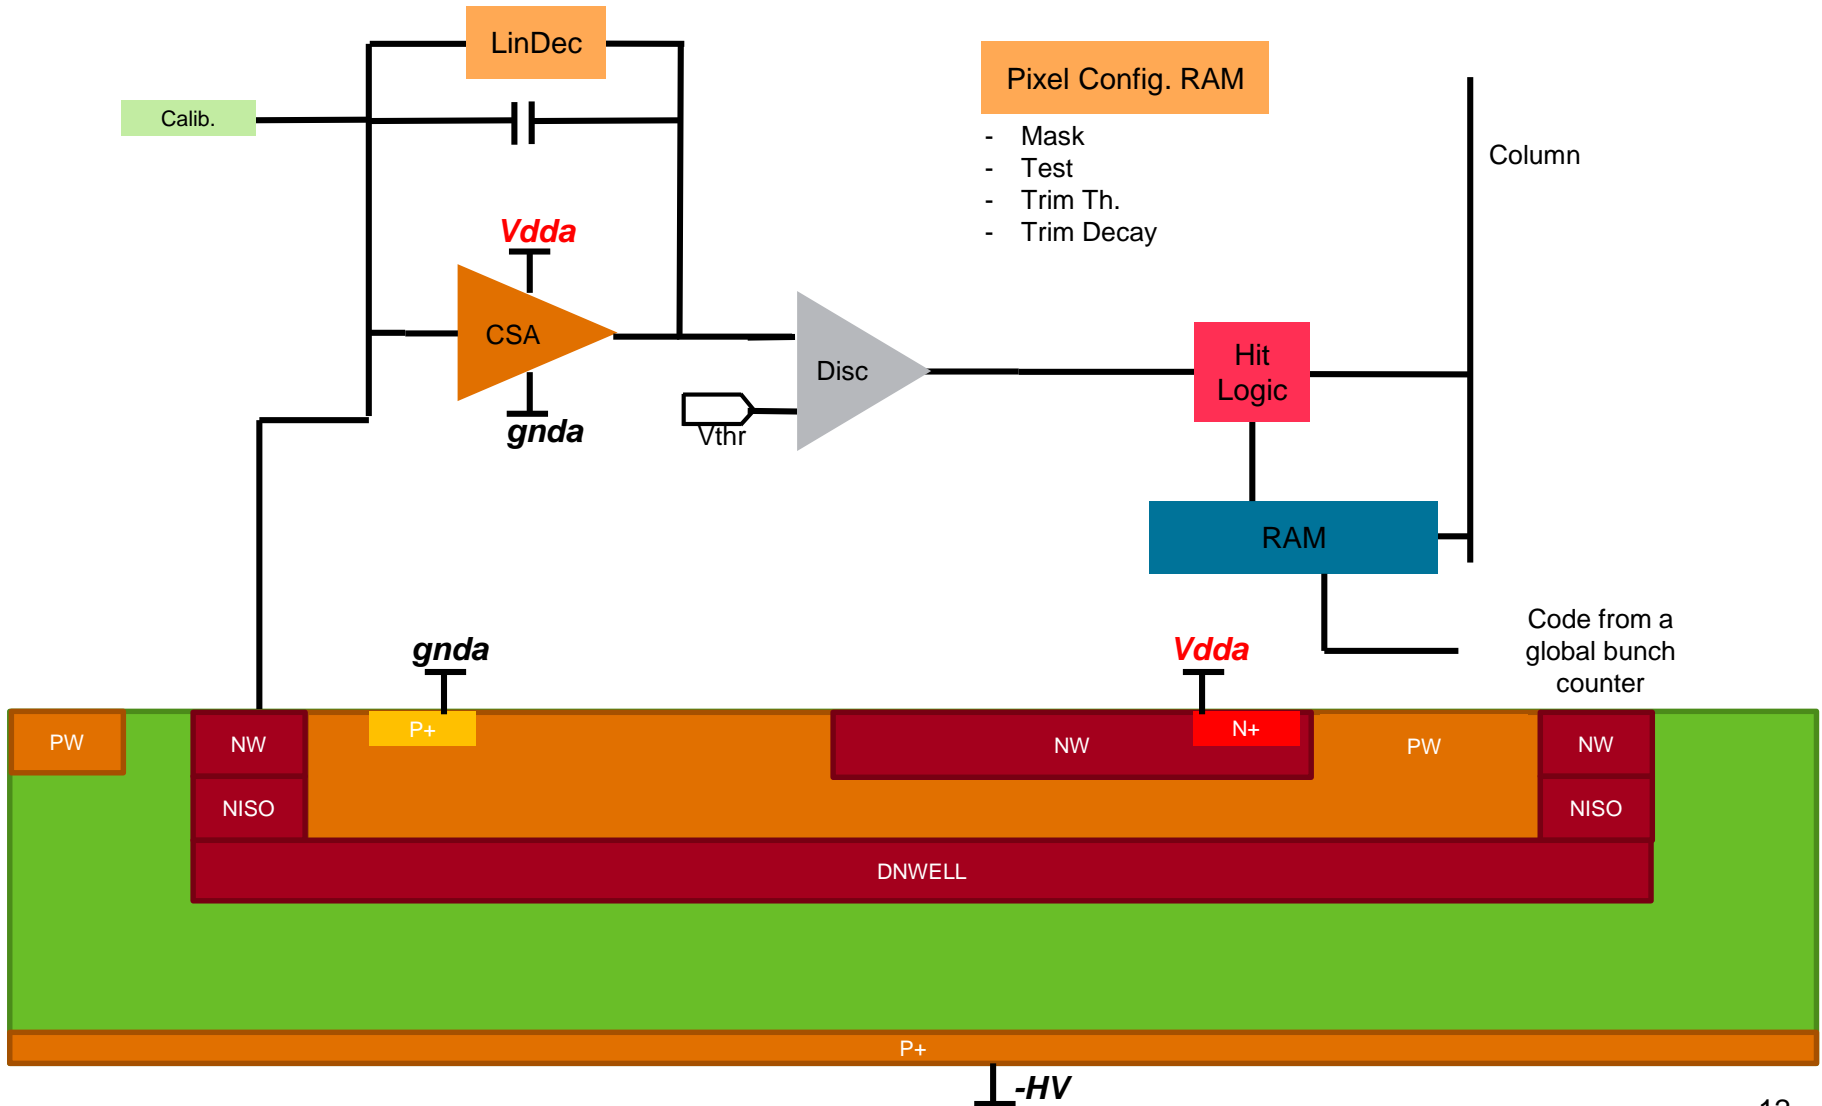 LinDec
Pixel Config. RAM
Calib.
- Mask
- Test
- Trim Th.
- Trim Decay
Column
Vdda
CSA
gnda
Disc
Vthr
Hit
Logic
RAM
Code from a
global bunch
counter
gnda
Vdda
PW
NW
P+
NW
N+
PW
NW
NISO
NISO
DNWELL
P+
-HV